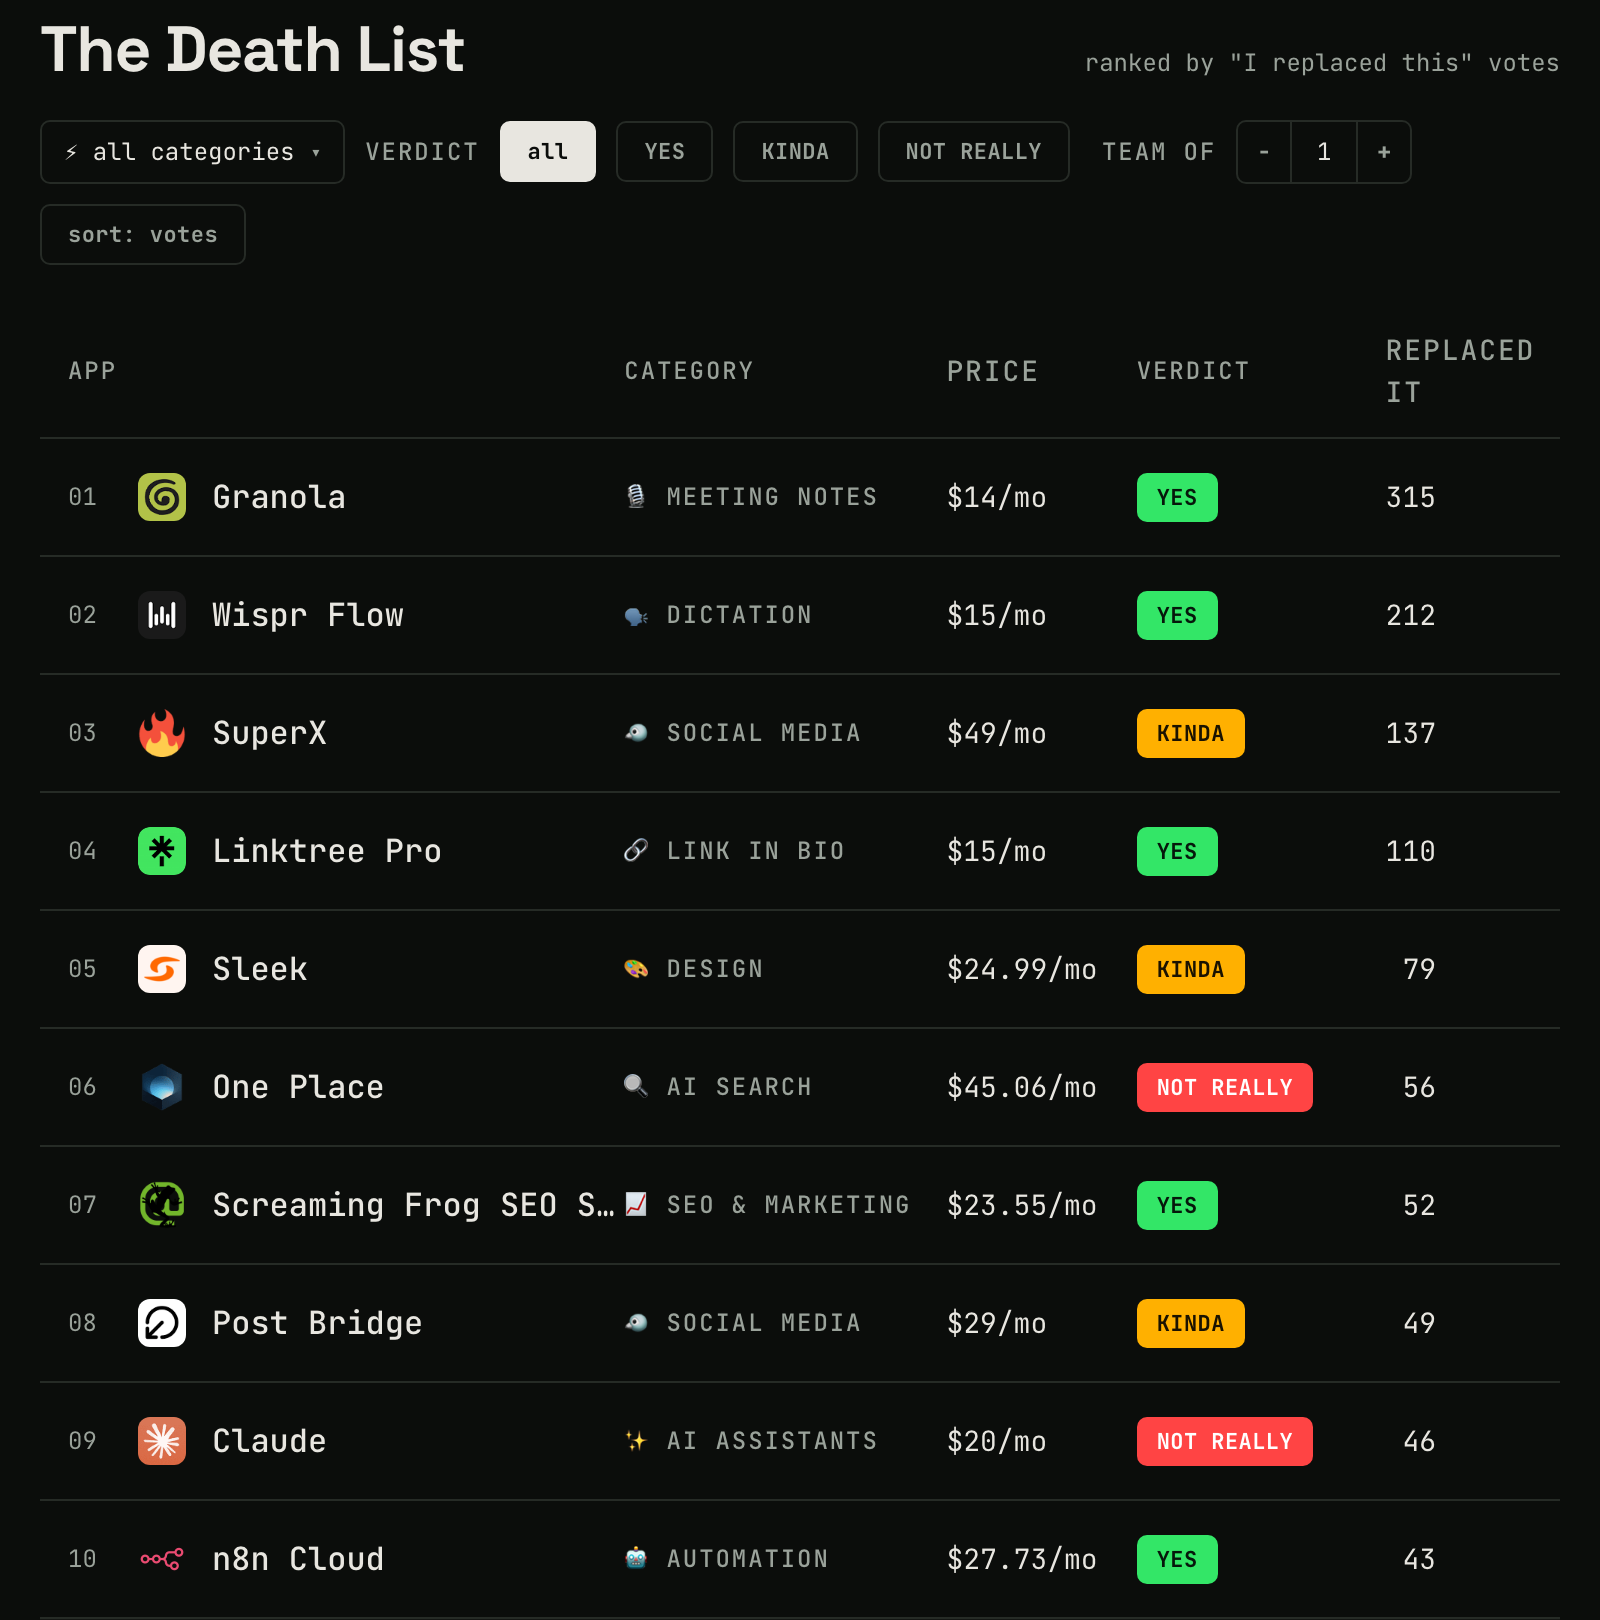 The Death List
ranked by "I replaced this" votes
⚡ all categories ▾ VERDICT all YES KINDA NOT REALLY TEAM OF - 1 +
sort: votes
APP CATEGORY PRICE VERDICT REPLACED IT
01 Granola 🎙️ MEETING NOTES $14/mo YES 315
02 Wispr Flow 🗣️ DICTATION $15/mo YES 212
03 SuperX 🐦 SOCIAL MEDIA $49/mo KINDA 137
04 Linktree Pro 🔗 LINK IN BIO $15/mo YES 110
05 Sleek 🎨 DESIGN $24.99/mo KINDA 79
06 One Place 🔍 AI SEARCH $45.06/mo NOT REALLY 56
07 Screaming Frog SEO S… 📈 SEO & MARKETING $23.55/mo YES 52
08 Post Bridge 🐦 SOCIAL MEDIA $29/mo KINDA 49
09 Claude ✨ AI ASSISTANTS $20/mo NOT REALLY 46
10 n8n Cloud 🤖 AUTOMATION $27.73/mo YES 43